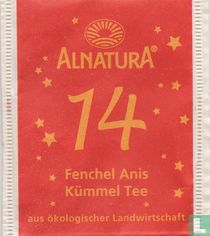 ALNATURA®
14
Fenchel Anis
Kümmel Tee
aus ökologischer Landwirtschaft